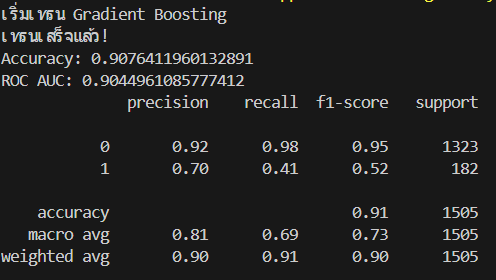 เริ่มเทรน Gradient Boosting
เทรนเสร็จแล้ว!
Accuracy: 0.9076411960132891
ROC AUC: 0.9044961085777412
precision recall f1-score support
0 0.92 0.98 0.95 1323
1 0.70 0.41 0.52 182
accuracy 0.91 1505
macro avg 0.81 0.69 0.73 1505
weighted avg 0.90 0.91 0.90 1505